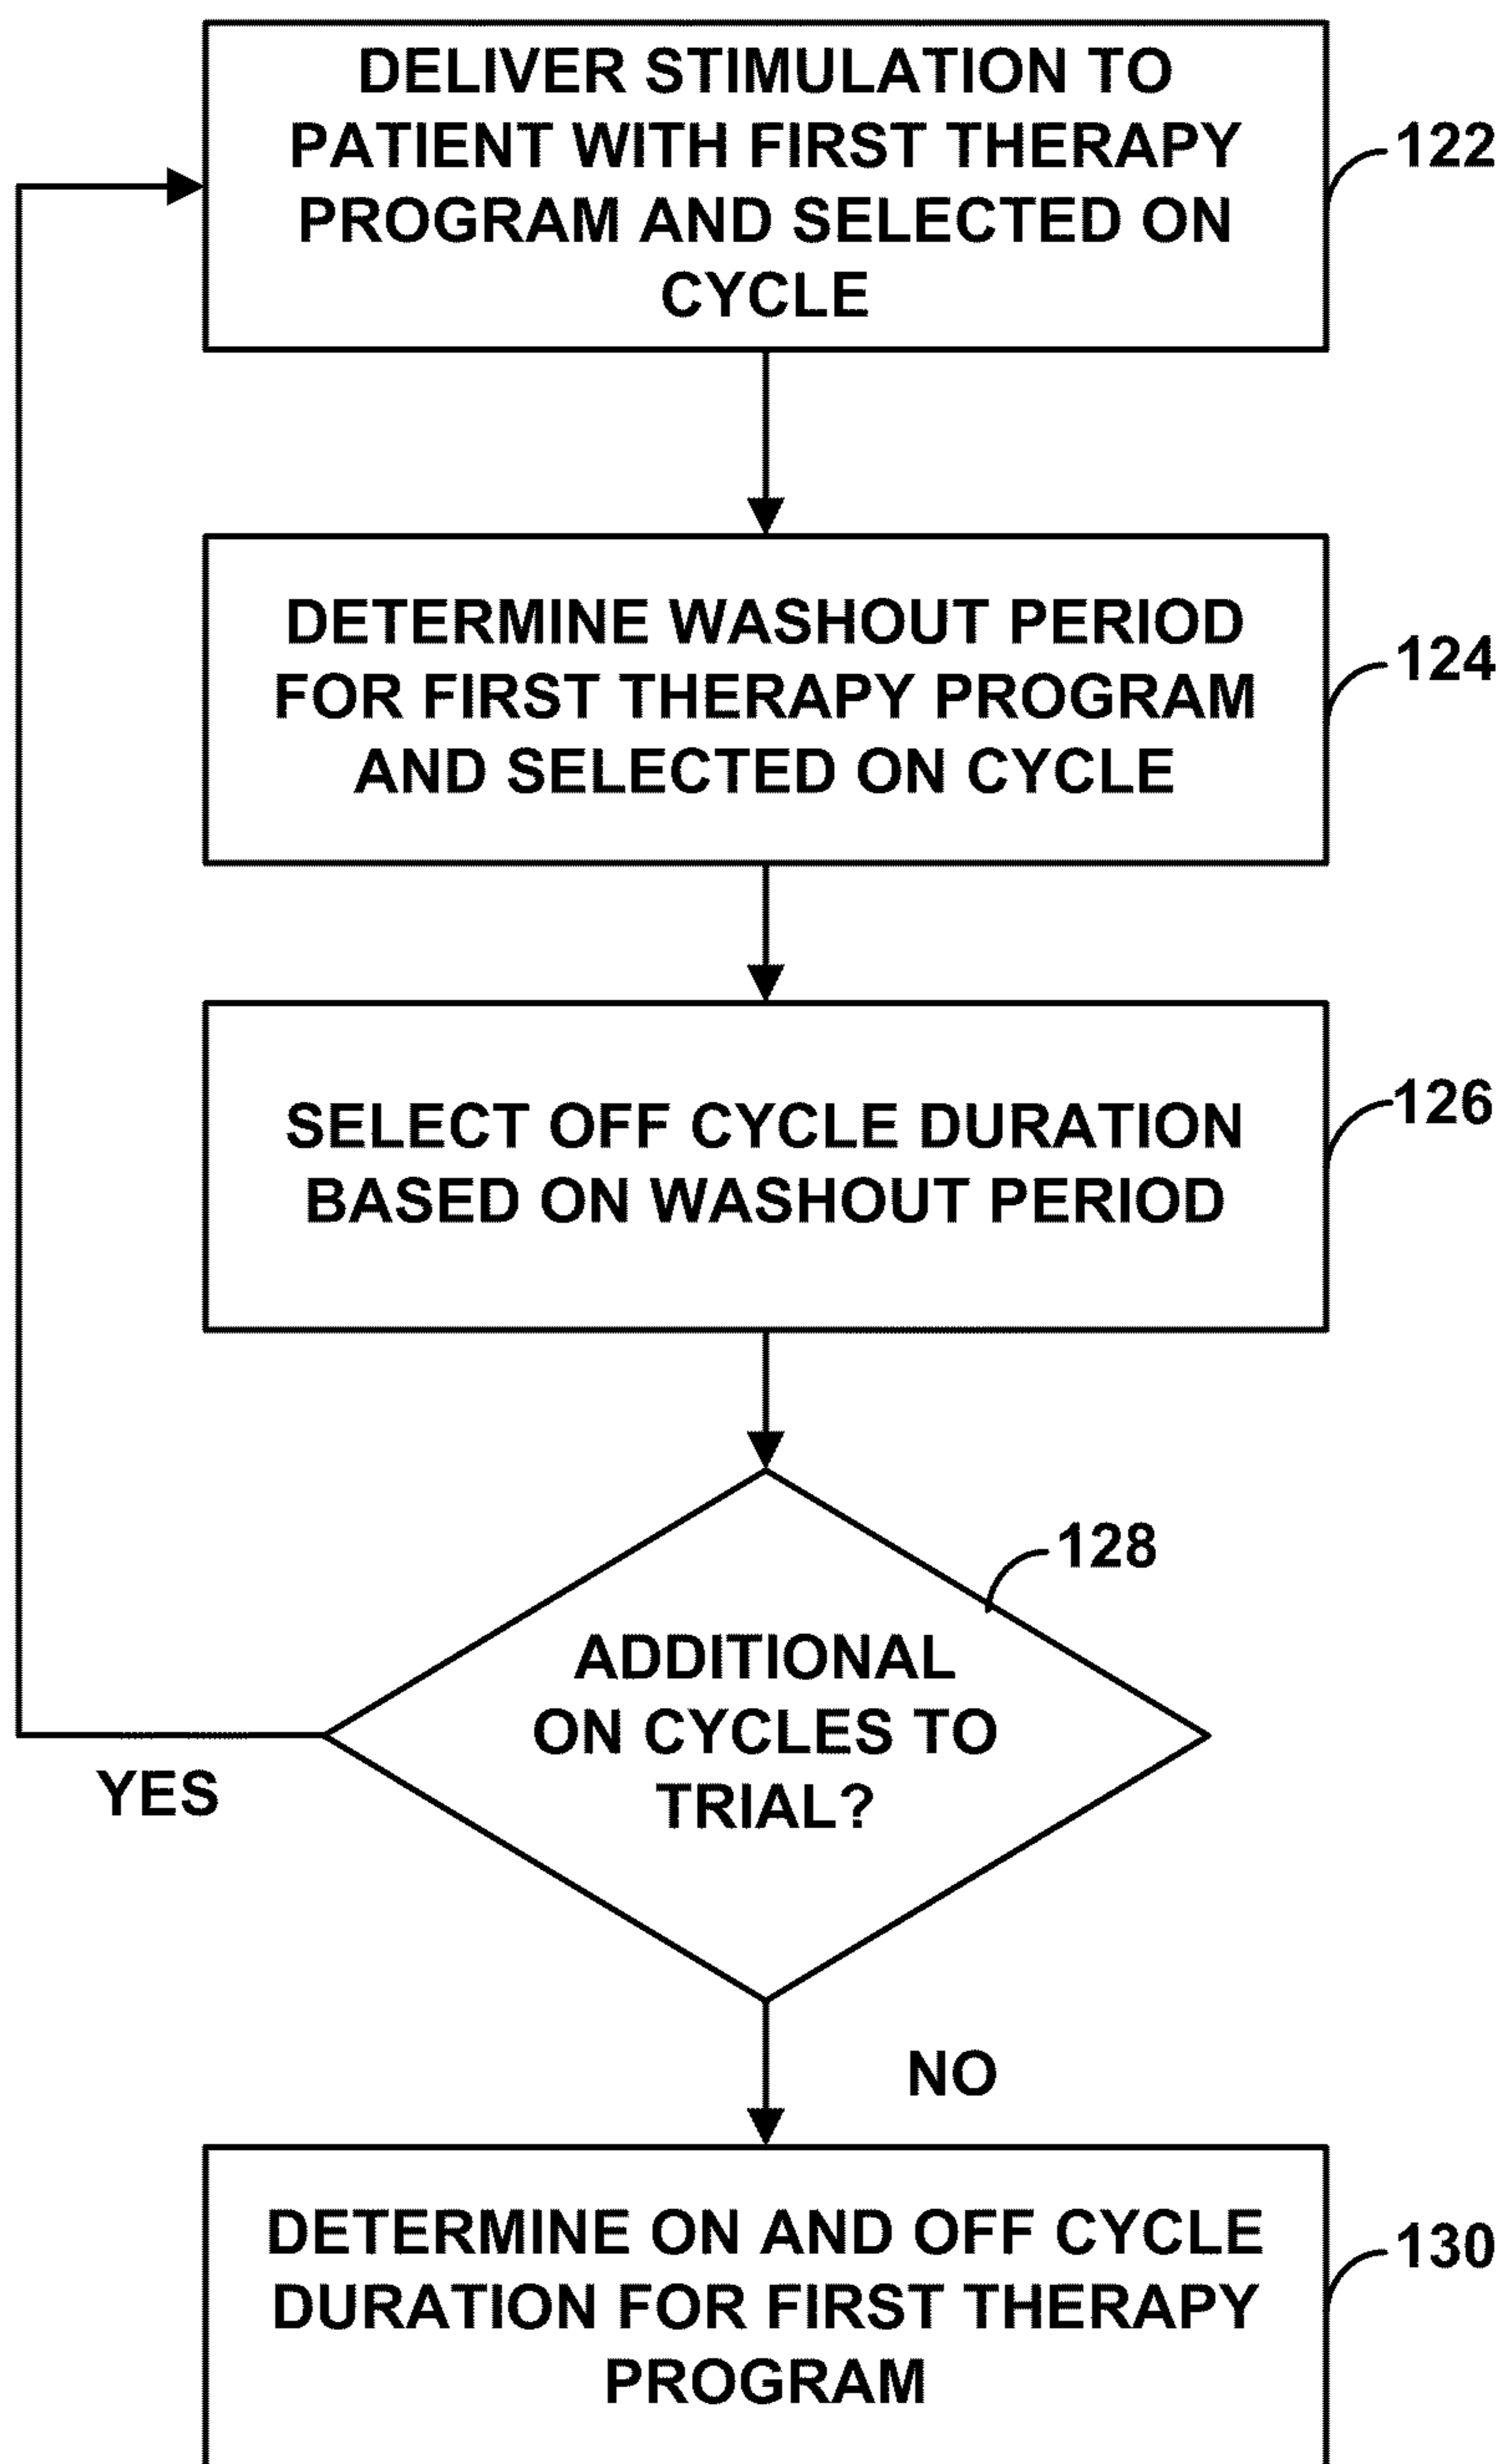 DELIVER STIMULATION TO
PATIENT WITH FIRST THERAPY
PROGRAM AND SELECTED ON
CYCLE
122
DETERMINE WASHOUT PERIOD
FOR FIRST THERAPY PROGRAM
AND SELECTED ON CYCLE
124
SELECT OFF CYCLE DURATION
BASED ON WASHOUT PERIOD
126
128
ADDITIONAL
ON CYCLES TO
TRIAL?
YES
NO
DETERMINE ON AND OFF CYCLE
DURATION FOR FIRST THERAPY
PROGRAM
130